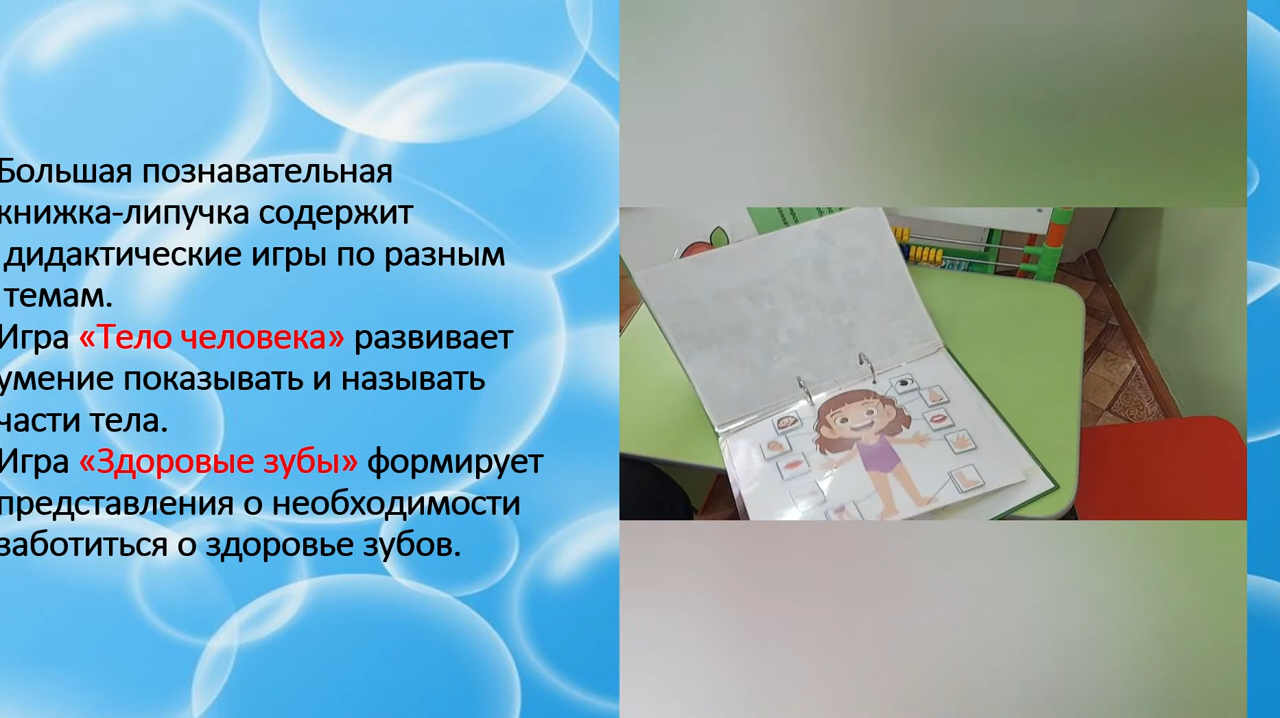 Большая познавательная
книжка-липучка содержит
дидактические игры по разным
темам.
Игра «Тело человека» развивает
умение показывать и называть
части тела.
Игра «Здоровые зубы» формирует
представления о необходимости
заботиться о здоровье зубов.